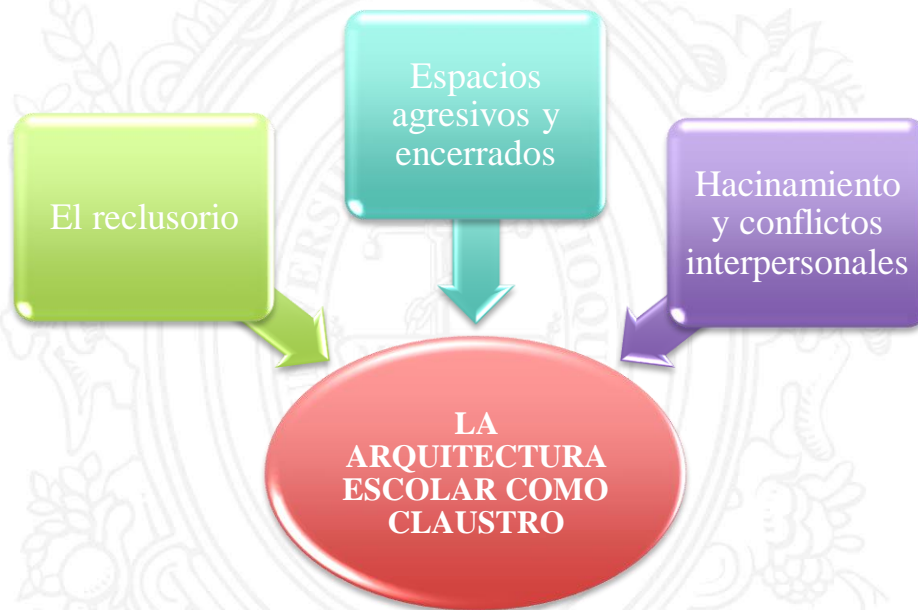 El reclusorio
Espacios
agresivos y
encerrados
Hacinamiento
y conflictos
interpersonales
LA
ARQUITECTURA
ESCOLAR COMO
CLAUSTRO